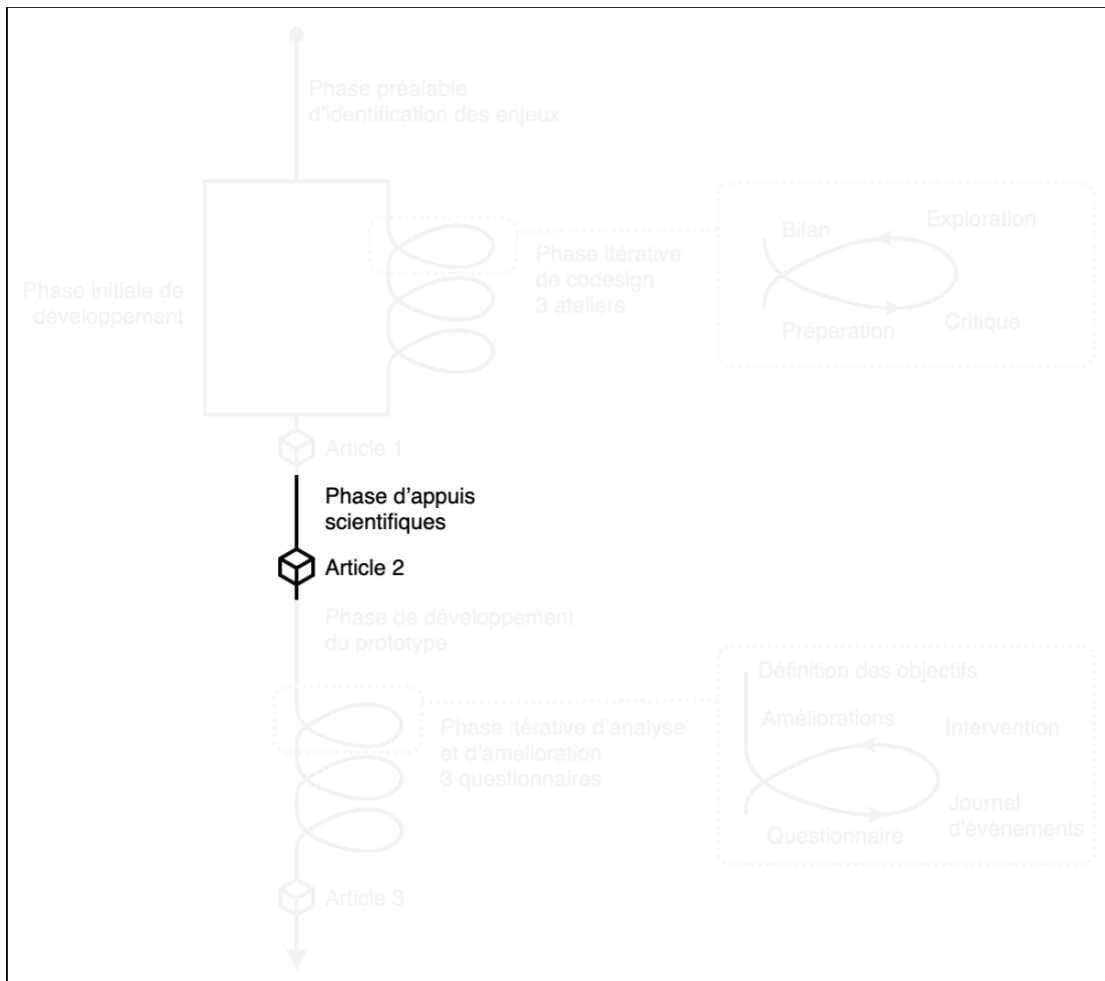 Phase préalable
d'identification des enjeux
Phase initiale de
développement
Phase itérative
de codesign
3 ateliers
Bilan
Exploration
Préparation
Critique
Article 1
Phase d'appuis
scientifiques
Article 2
Phase de développement
du prototype
Phase itérative d'analyse
et d'amélioration
3 questionnaires
Définition des objectifs
Améliorations
Intervention
Journal
d'évènements
Questionnaire
Article 3